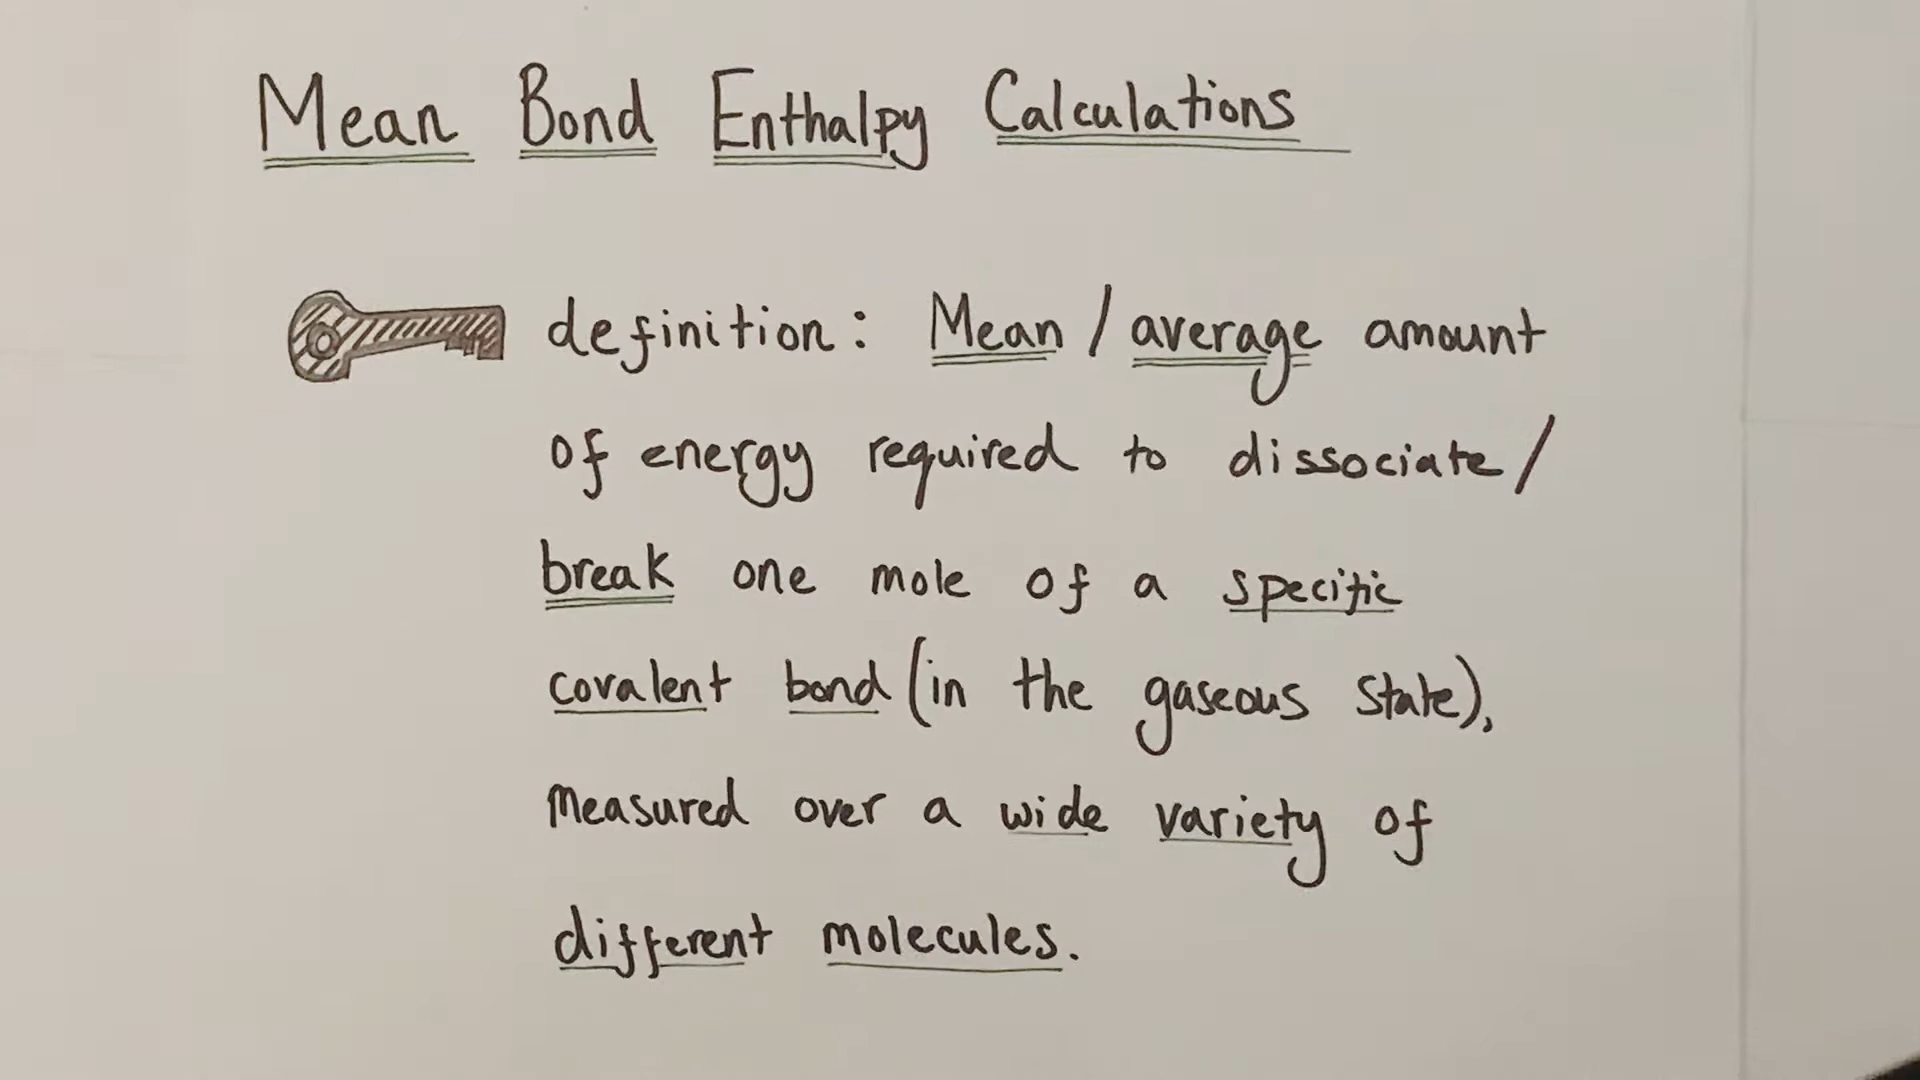 Mean Bond Enthalpy Calculations
definition: Mean / average amount
of energy required to dissociate /
break one mole of a specific
covalent bond (in the gaseous state),
measured over a wide variety of
different molecules.